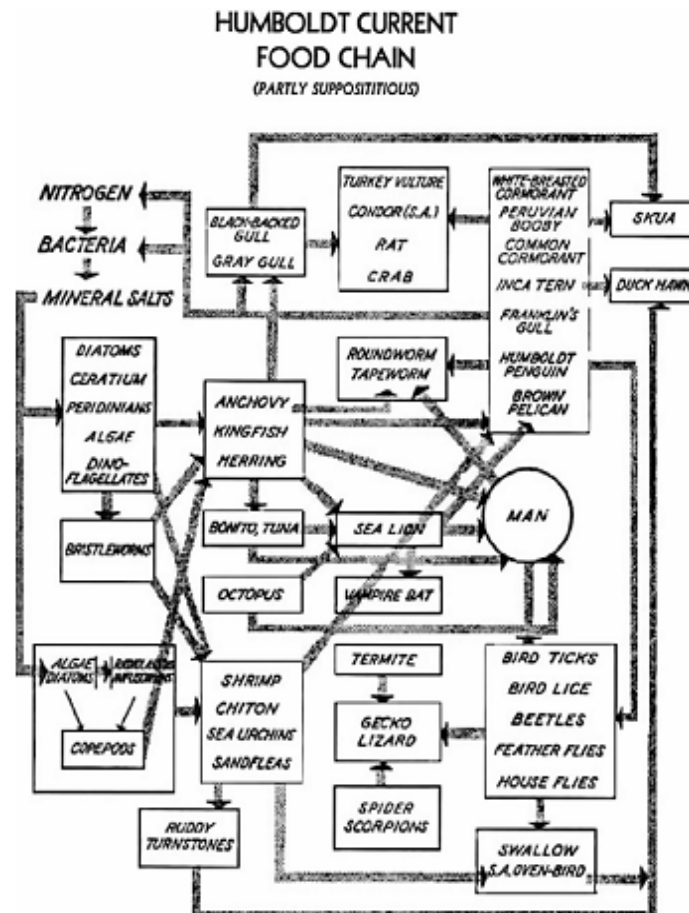 HUMBOLDT CURRENT
FOOD CHAIN
(PARTLY SUPPOSITITIOUS)
NITROGEN
BACTERIA
MINERAL SALTS
BLACK-BACKED
GULL
GRAY GULL
TURKEY VULTURE
CONDOR (S.A.)
RAT
CRAB
WHITE-BREASTED
CORMORANT
PERUVIAN
BOOBY
COMMON
CORMORANT
INCA TERN
FRANKLIN'S
GULL
HUMBOLDT
PENGUIN
BROWN
PELICAN
SKUA
DUCK HAWK
DIATOMS
CERATIUM
PERIDINIANS
ALGAE
DINO-
FLAGELLATES
ANCHOVY
KINGFISH
HERRING
ROUNDWORM
TAPEWORM
MAN
BRISTLEWORMS
BONITO, TUNA
SEA LION
OCTOPUS
VAMPIRE BAT
ALGAE
DIATOMS
COPEPODS
SHRIMP
CHITON
SEA URCHINS
SANDFLEAS
TERMITE
GECKO
LIZARD
SPIDER
SCORPIONS
BIRD TICKS
BIRD LICE
BEETLES
FEATHER FLIES
HOUSE FLIES
RUDDY
TURNSTONES
SWALLOW
S.A. OVEN-BIRD